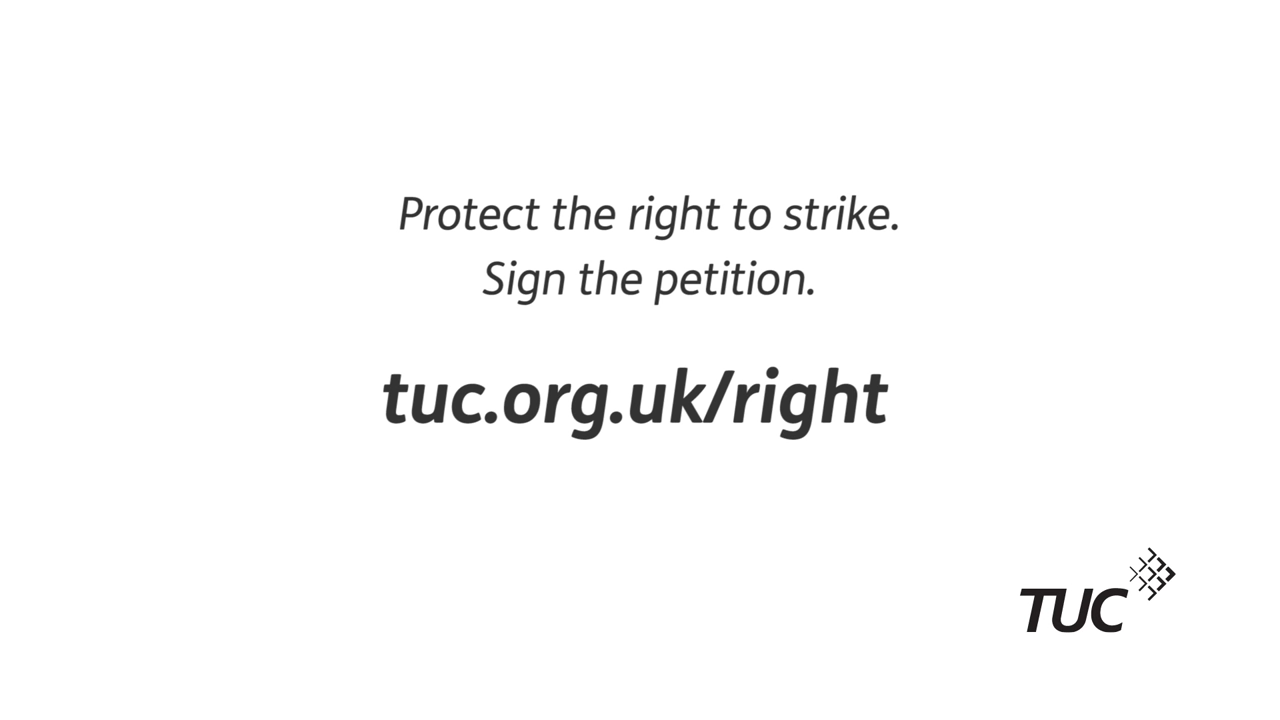 Protect the right to strike.
Sign the petition.
tuc.org.uk/right
TUC